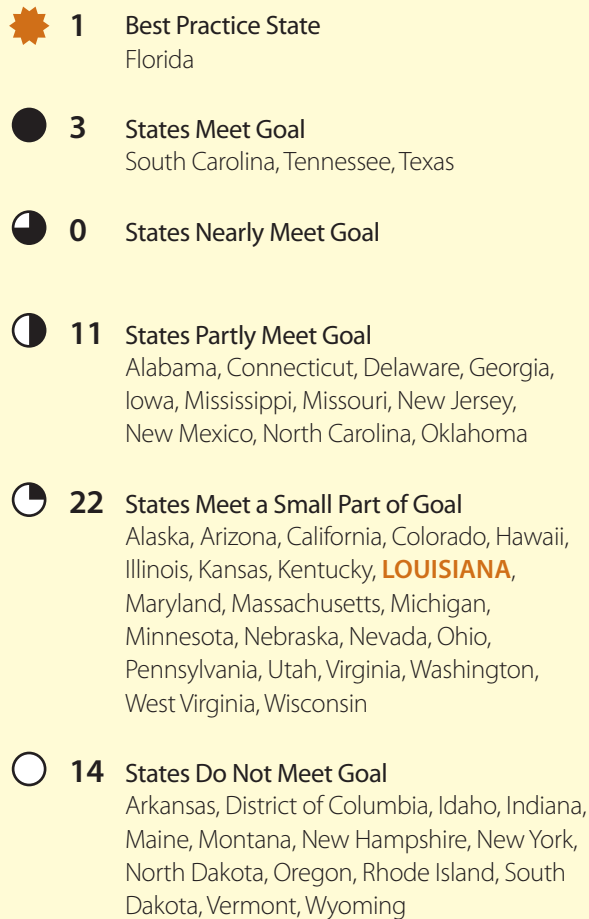 1 Best Practice State
Florida
3 States Meet Goal
South Carolina, Tennessee, Texas
0 States Nearly Meet Goal
11 States Partly Meet Goal
Alabama, Connecticut, Delaware, Georgia,
Iowa, Mississippi, Missouri, New Jersey,
New Mexico, North Carolina, Oklahoma
22 States Meet a Small Part of Goal
Alaska, Arizona, California, Colorado, Hawaii,
Illinois, Kansas, Kentucky, LOUISIANA,
Maryland, Massachusetts, Michigan,
Minnesota, Nebraska, Nevada, Ohio,
Pennsylvania, Utah, Virginia, Washington,
West Virginia, Wisconsin
14 States Do Not Meet Goal
Arkansas, District of Columbia, Idaho, Indiana,
Maine, Montana, New Hampshire, New York,
North Dakota, Oregon, Rhode Island, South
Dakota, Vermont, Wyoming